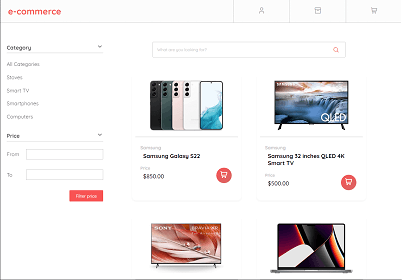 e-commerce
Category
All Categories
Stoves
Smart TV
Smartphones
Computers
Price
From
To
Filter price
What are you looking for?
Samsung
Samsung Galaxy S22
Price
$850.00
SAMSUNG
QLED
Samsung
Samsung 32 inches QLED 4K
Smart TV
Price
$500.00
SONY
BRAVIA XR